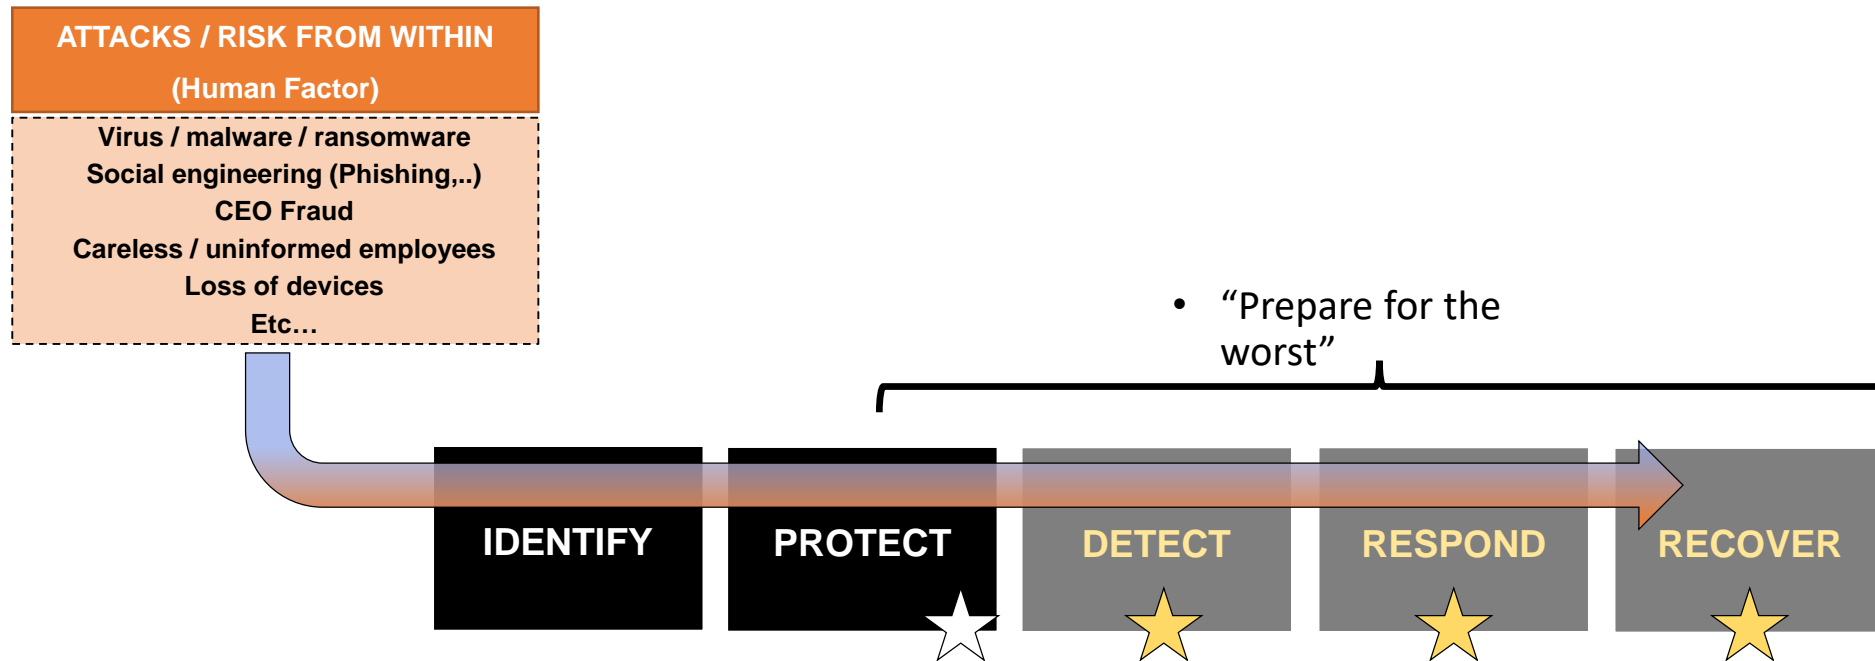 ATTACKS / RISK FROM WITHIN
(Human Factor)
Virus / malware / ransomware
Social engineering (Phishing,..)
CEO Fraud
Careless / uninformed employees
Loss of devices
Etc…
• “Prepare for the
worst”
IDENTIFY
PROTECT
DETECT
RESPOND
RECOVER